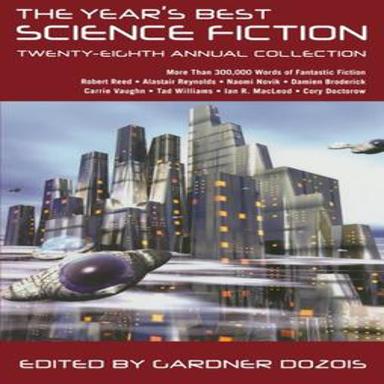 THE YEAR'S BEST
SCIENCE FICTION
TWENTY-EIGHTH ANNUAL COLLECTION
More Than 300,000 Words of Fantastic Fiction
Robert Reed • Alastair Reynolds • Naomi Novik • Damien Broderick
Carrie Vaughn • Tad Williams • Ian R. MacLeod • Cory Doctorow
EDITED BY GARDNER DOZOIS